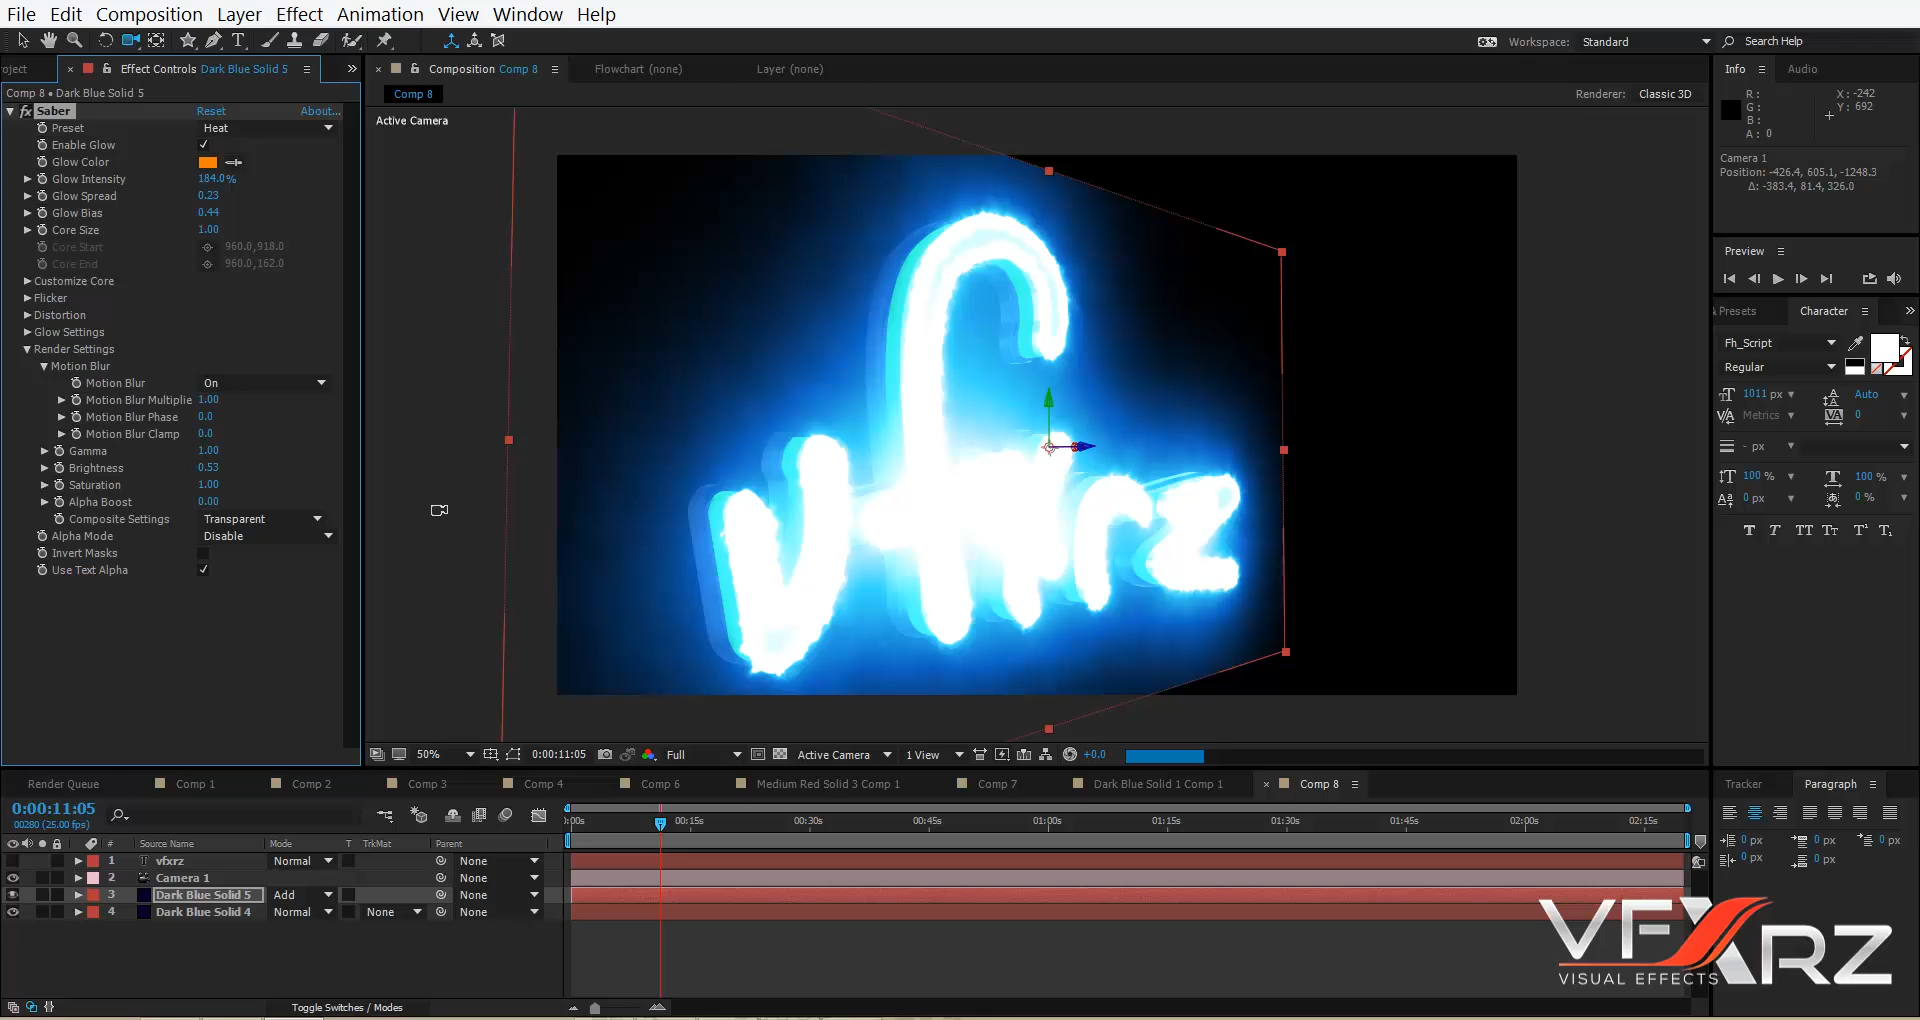 File Edit Composition Layer Effect Animation View Window Help
Workspace: Standard Search Help
Effect Controls Dark Blue Solid 5
Composition Comp 8 Flowchart (none) Layer (none)
Info Audio
Comp 8 • Dark Blue Solid 5
Comp 8 Renderer: Classic 3D
Active Camera
fx Saber Reset About...
Preset Heat
Enable Glow
Glow Color
Glow Intensity 184.0%
Glow Spread 0.23
Glow Bias 0.44
Core Size 1.00
Core Start 960.0,918.0
Core End 960.0,162.0
Customize Core
Flicker
Distortion
Glow Settings
Render Settings
Motion Blur
Motion Blur On
Motion Blur Multiplie 1.00
Motion Blur Phase 0.0
Motion Blur Clamp 0.0
Gamma 1.00
Brightness 0.53
Saturation 1.00
Alpha Boost 0.00
Composite Settings Transparent
Alpha Mode Disable
Invert Masks
Use Text Alpha
vfxrz
R : X: -242
G : Y: 692
B :
A : 0
Camera 1
Position: -426.4, 605.1, -1248.3
Δ: -383.4, 81.4, 326.0
Preview
Presets Character
Fh_Script
Regular
1011 px Auto
Metrics 0
- px
100 % 100 %
0 px 0 %
T T TT Tt T¹ T₁
50% 0:00:11:05 Full Active Camera 1 View +0.0
Render Queue Comp 1 Comp 2 Comp 3 Comp 4 Comp 6 Medium Red Solid 3 Comp 1 Comp 7 Dark Blue Solid 1 Comp 1 Comp 8
Tracker Paragraph
0:00:11:05
00280 (25.00 fps)
00s 00:15s 00:30s 00:45s 01:00s 01:15s 01:30s 01:45s 02:00s 02:15s
# Source Name Mode T TrkMat Parent
1 T vfxrz Normal None
2 Camera 1 None
3 Dark Blue Solid 5 Add None
4 Dark Blue Solid 4 Normal None None
0 px 0 px 0 px
0 px 0 px
Toggle Switches / Modes
VFXRZ
VISUAL EFFECTS